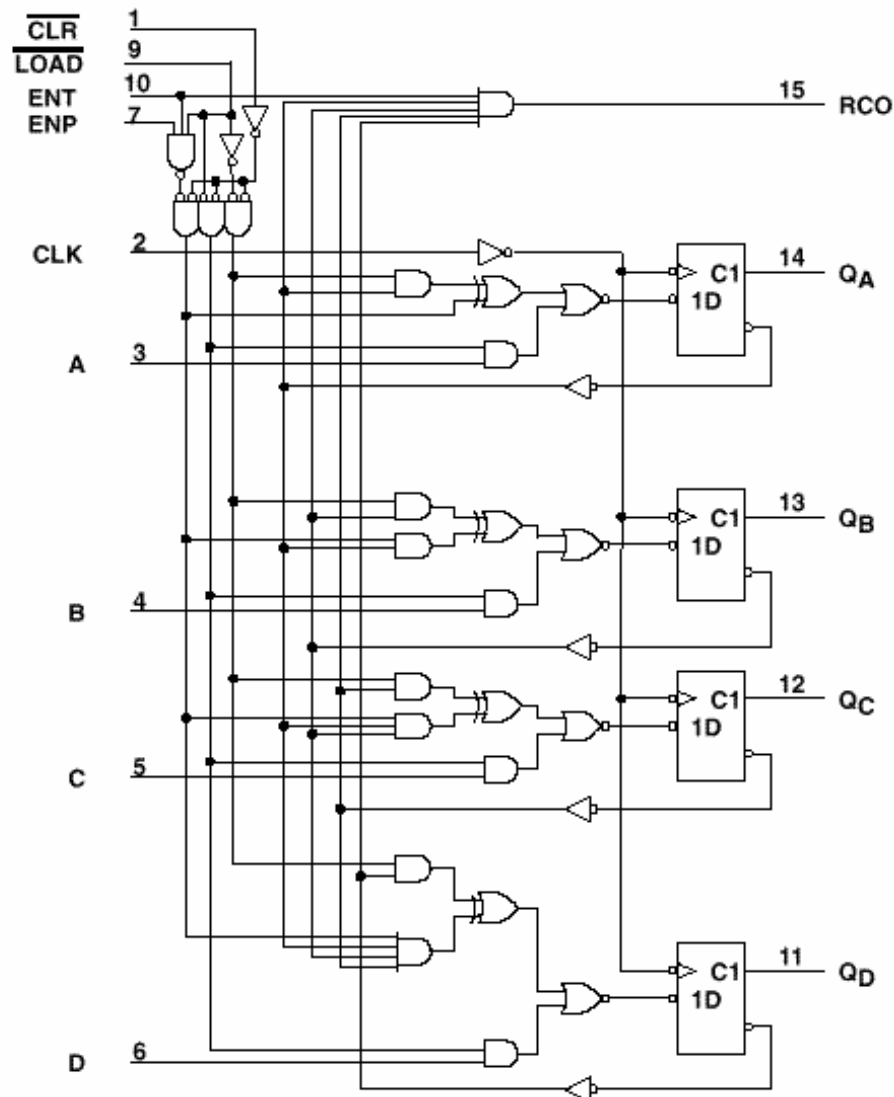 CLR 1
LOAD 9
ENT 10
ENP 7
15 RCO
CLK 2
C1 14 QA
1D
A 3
C1 13 QB
1D
B 4
C1 12 QC
1D
C 5
C1 11 QD
1D
D 6